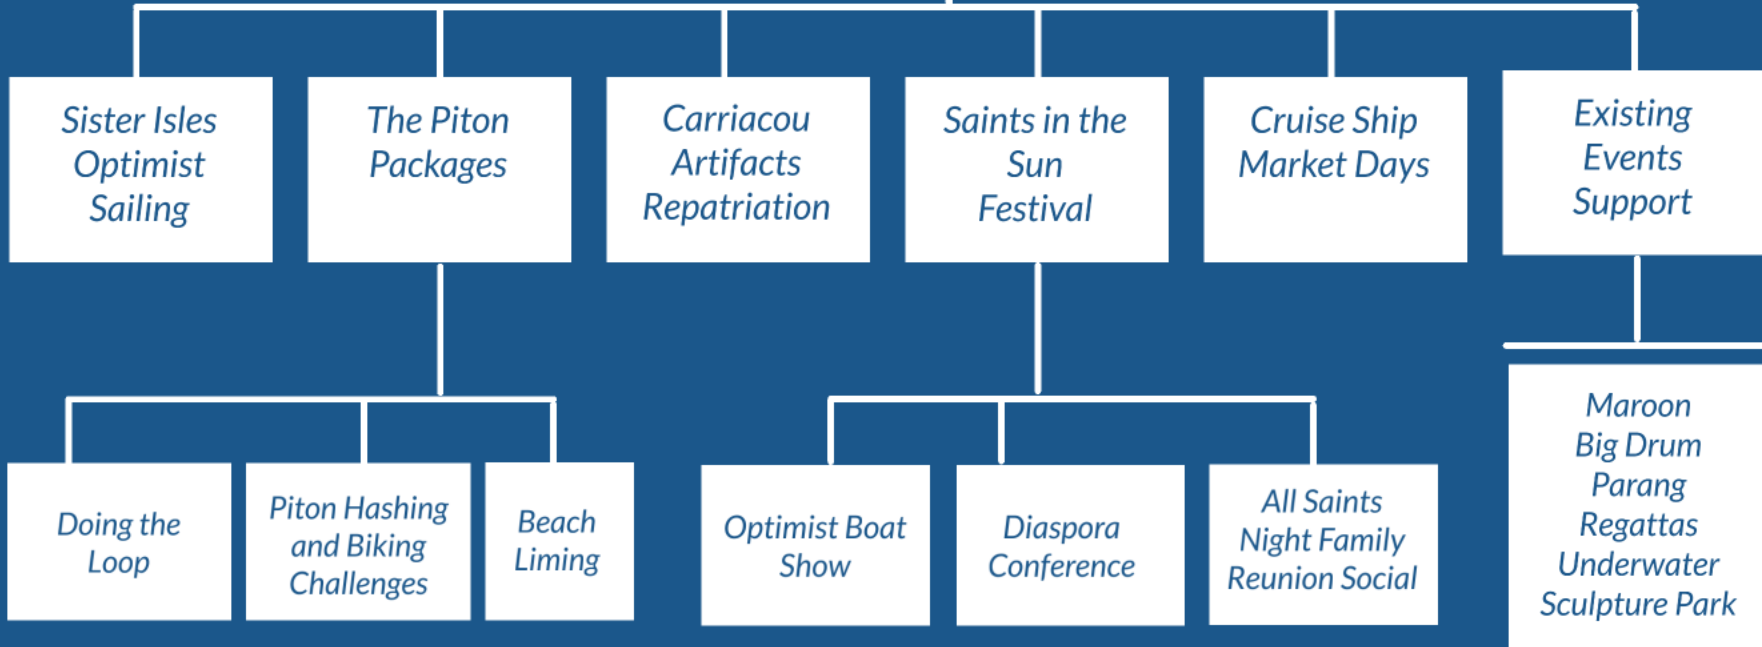 Sister Isles
Optimist
Sailing
The Piton
Packages
Carriacou
Artifacts
Repatriation
Saints in the
Sun
Festival
Cruise Ship
Market Days
Existing
Events
Support
Doing the
Loop
Piton Hashing
and Biking
Challenges
Beach
Liming
Optimist Boat
Show
Diaspora
Conference
All Saints
Night Family
Reunion Social
Maroon
Big Drum
Parang
Regattas
Underwater
Sculpture Park